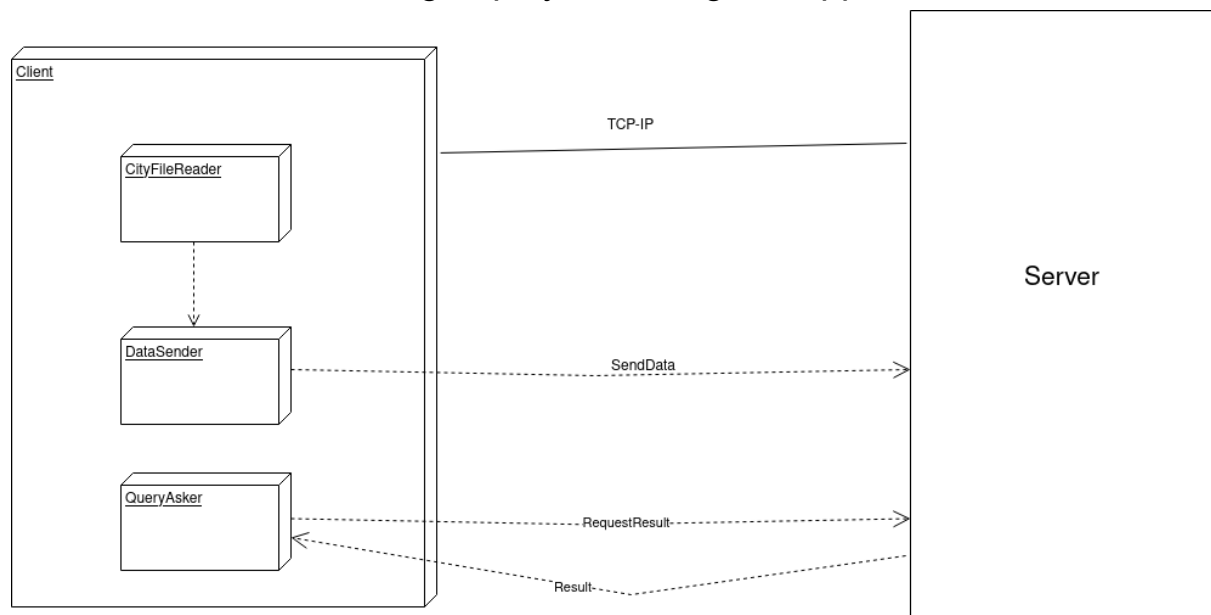 Client
CityFileReader
TCP-IP
Server
DataSender
SendData
QueryAsker
RequestResult
Result